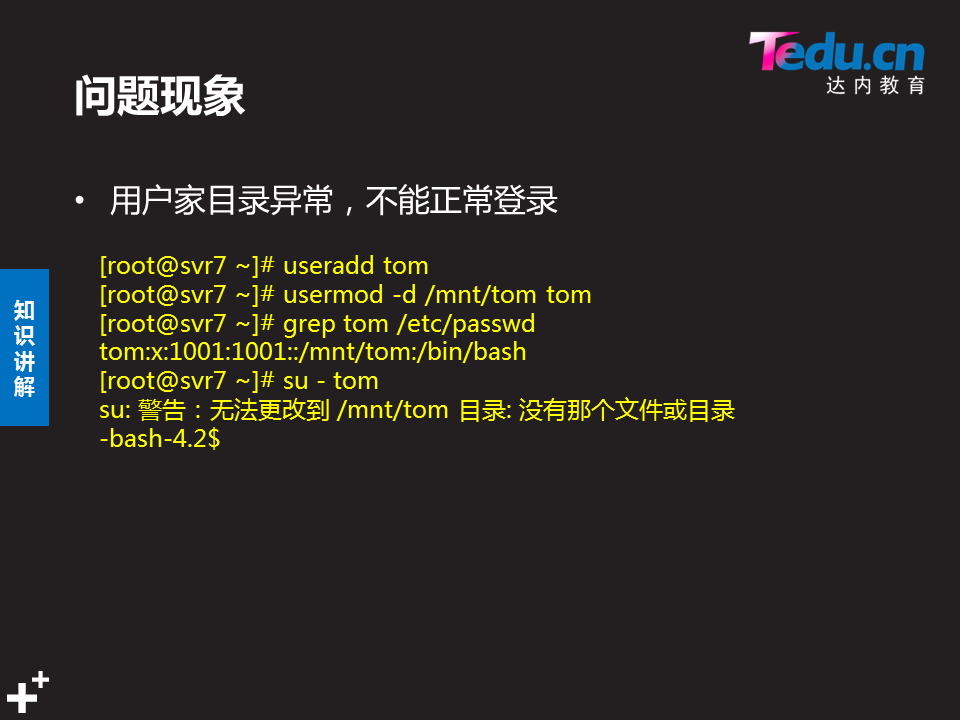 Tedu.cn
达内教育
问题现象
• 用户家目录异常，不能正常登录
[root@svr7 ~]# useradd tom
[root@svr7 ~]# usermod -d /mnt/tom tom
[root@svr7 ~]# grep tom /etc/passwd
tom:x:1001:1001::/mnt/tom:/bin/bash
[root@svr7 ~]# su - tom
su: 警告：无法更改到 /mnt/tom 目录: 没有那个文件或目录
-bash-4.2$
知
识
讲
解